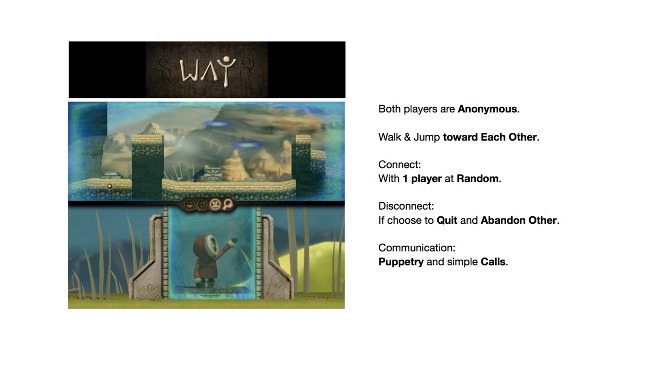 WAY
Both players are Anonymous.
Walk & Jump toward Each Other.
Connect:
With 1 player at Random.
Disconnect:
If choose to Quit and Abandon Other.
Communication:
Puppetry and simple Calls.